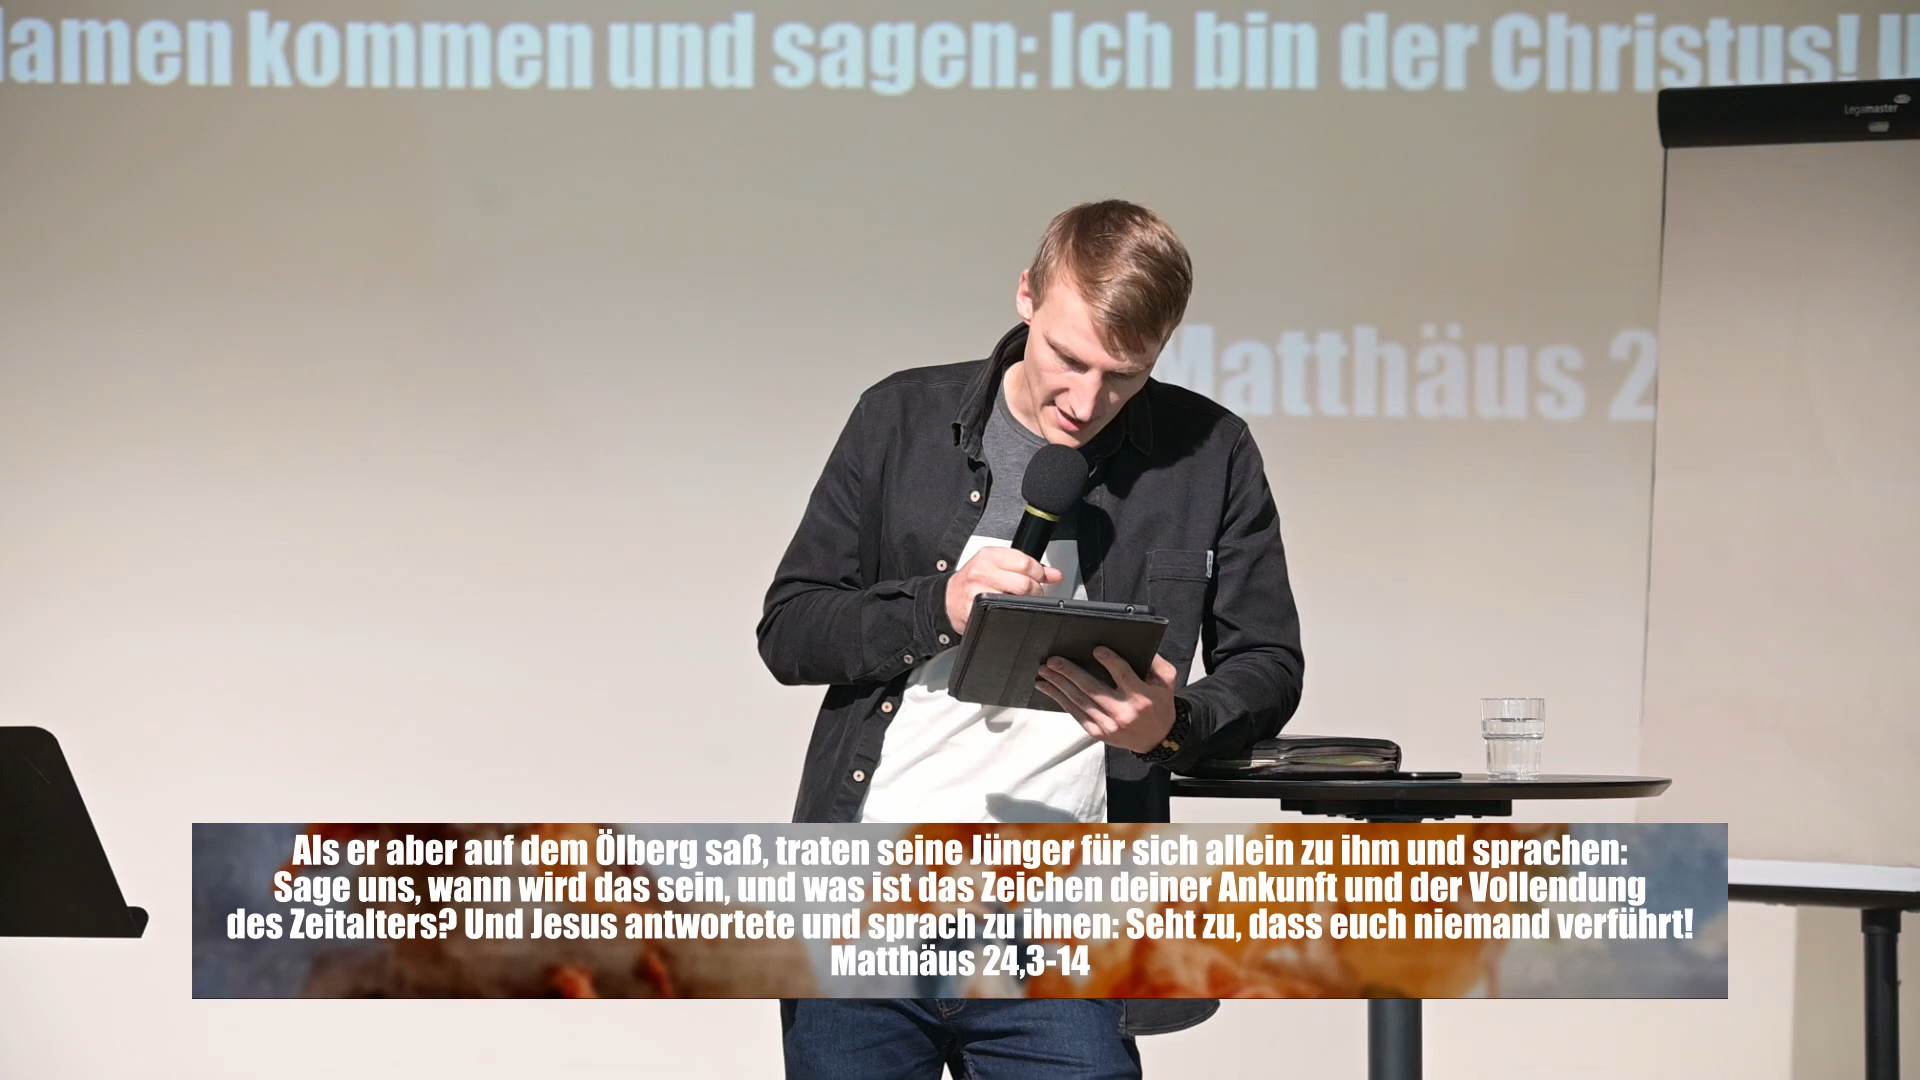 kommen und sagen: Ich bin der Christus!
Legamaster
Matthäus 2
Als er aber auf dem Ölberg saß, traten seine Jünger für sich allein zu ihm und sprachen:
Sage uns, wann wird das sein, und was ist das Zeichen deiner Ankunft und der Vollendung
des Zeitalters? Und Jesus antwortete und sprach zu ihnen: Seht zu, dass euch niemand verführt!
Matthäus 24,3-14